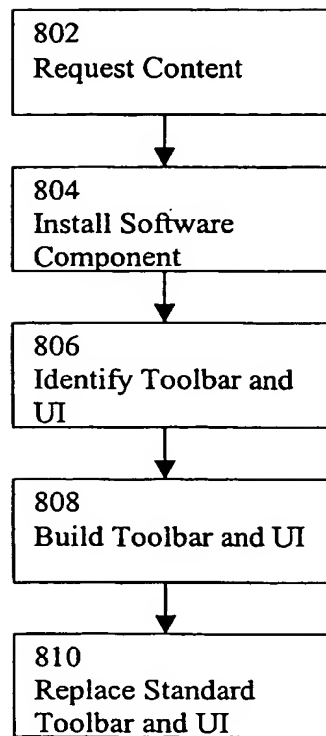 802
Request Content
804
Install Software
Component
806
Identify Toolbar and
UI
808
Build Toolbar and UI
810
Replace Standard
Toolbar and UI